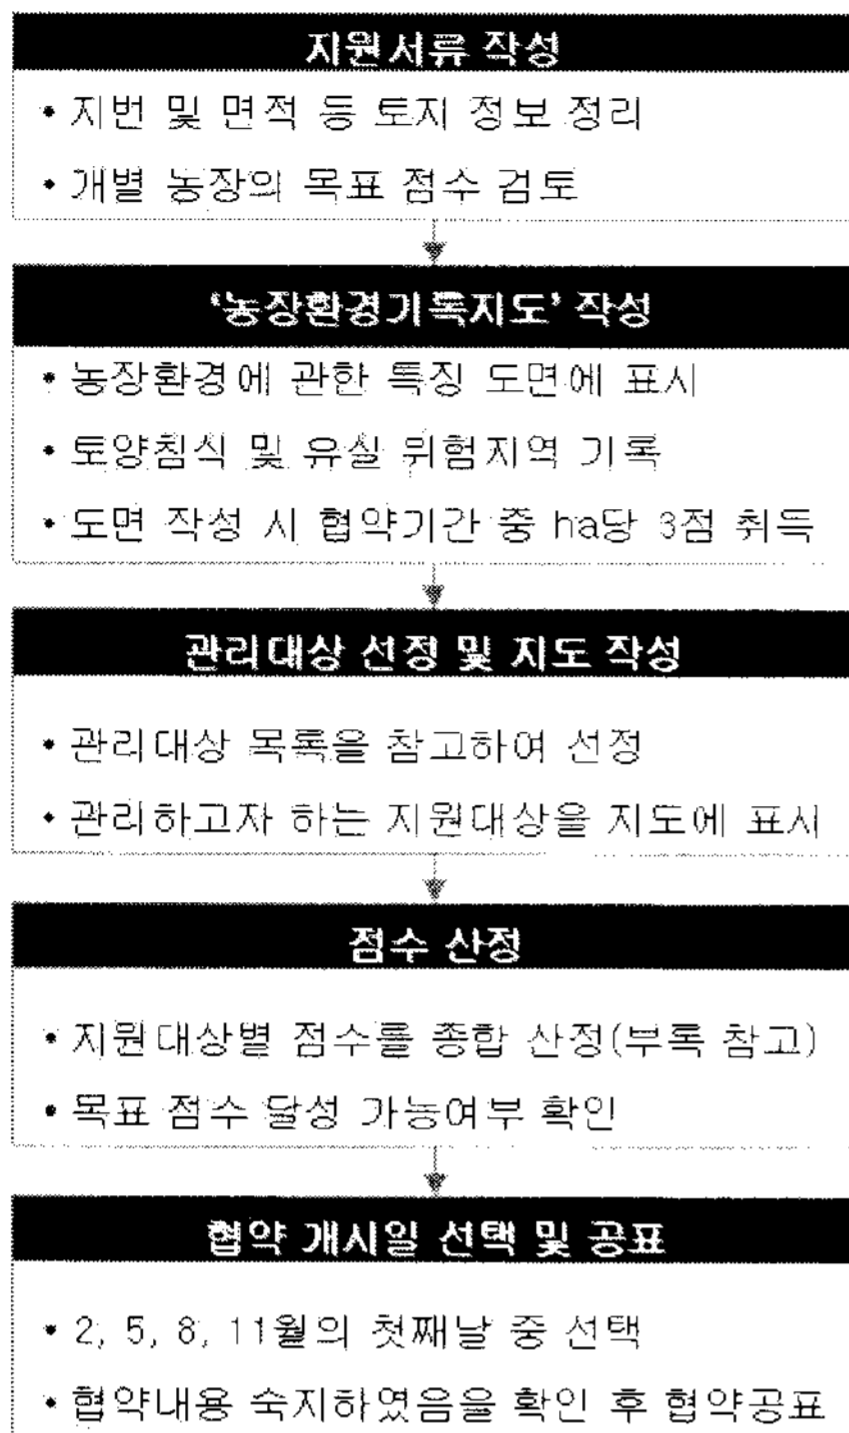 지원서류 작성
• 지번 및 면적 등 토지 정보 정리
• 개별 농장의 목표 점수 검토
‘농장환경기록지도’ 작성
• 농장환경에 관한 특징 도면에 표시
• 토양침식 및 유실 위험지역 기록
• 도면 작성 시 협약기간 중 ha당 3점 취득
관리대상 선정 및 지도 작성
• 관리대상 목록을 참고하여 선정
• 관리하고자 하는 지원대상을 지도에 표시
점수 산정
• 지원대상별 점수를 종합 산정(부록 참고)
• 목표 점수 달성 가능여부 확인
협약 개시일 선택 및 공표
• 2, 5, 8, 11월의 첫째날 중 선택
• 협약내용 숙지하였음을 확인 후 협약공표